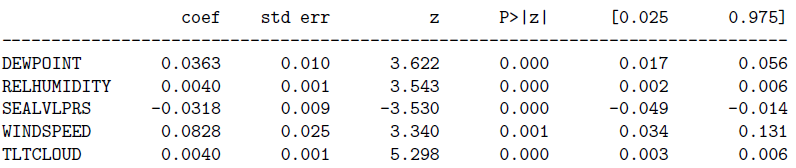 coef std err z P>|z| [0.025 0.975]
DEWPOINT 0.0363 0.010 3.622 0.000 0.017 0.056
RELHUMIDITY 0.0040 0.001 3.543 0.000 0.002 0.006
SEALVLPRS -0.0318 0.009 -3.530 0.000 -0.049 -0.014
WINDSPEED 0.0828 0.025 3.340 0.001 0.034 0.131
TLTCLOUD 0.0040 0.001 5.298 0.000 0.003 0.006